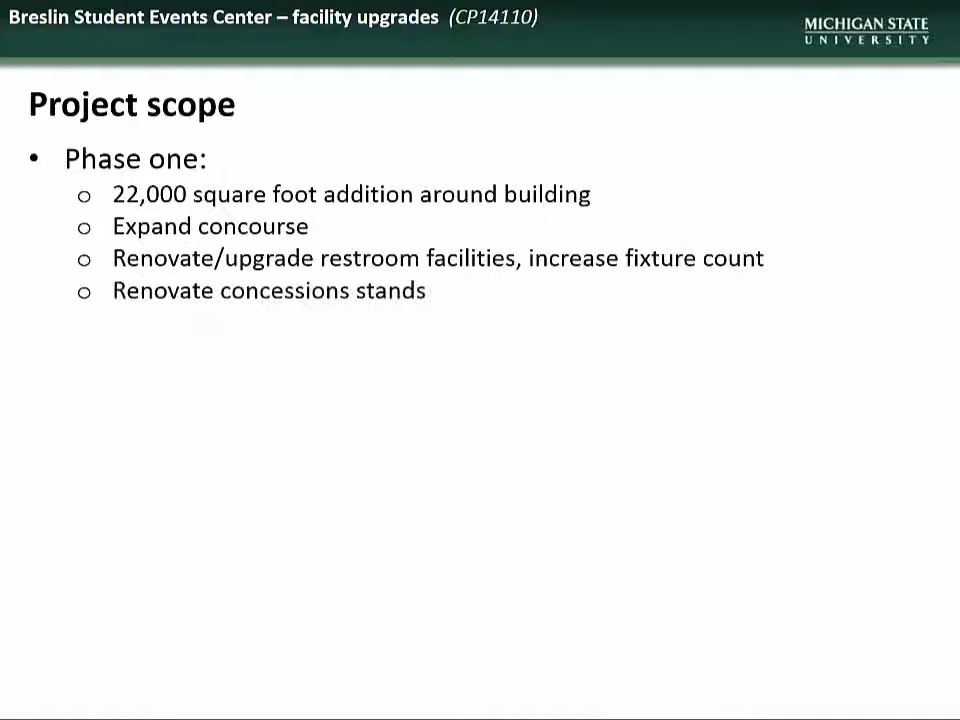 Breslin Student Events Center – facility upgrades (CP14110)
MICHIGAN STATE
UNIVERSITY
Project scope
• Phase one:
o 22,000 square foot addition around building
o Expand concourse
o Renovate/upgrade restroom facilities, increase fixture count
o Renovate concessions stands